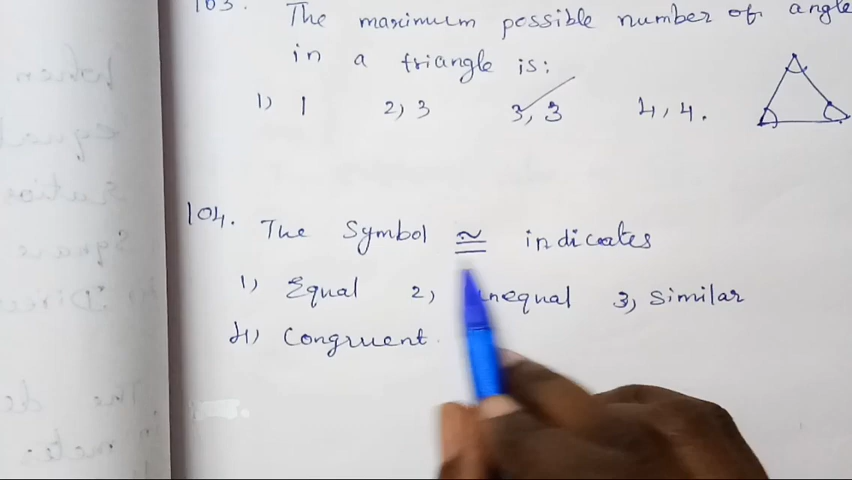 103. The maximum possible number of angle
in a triangle is:
1) 1 2) 3 3) 3 4) 4.
104. The Symbol ≅ indicates
1) Equal 2) unequal 3) Similar
4) Congruent.